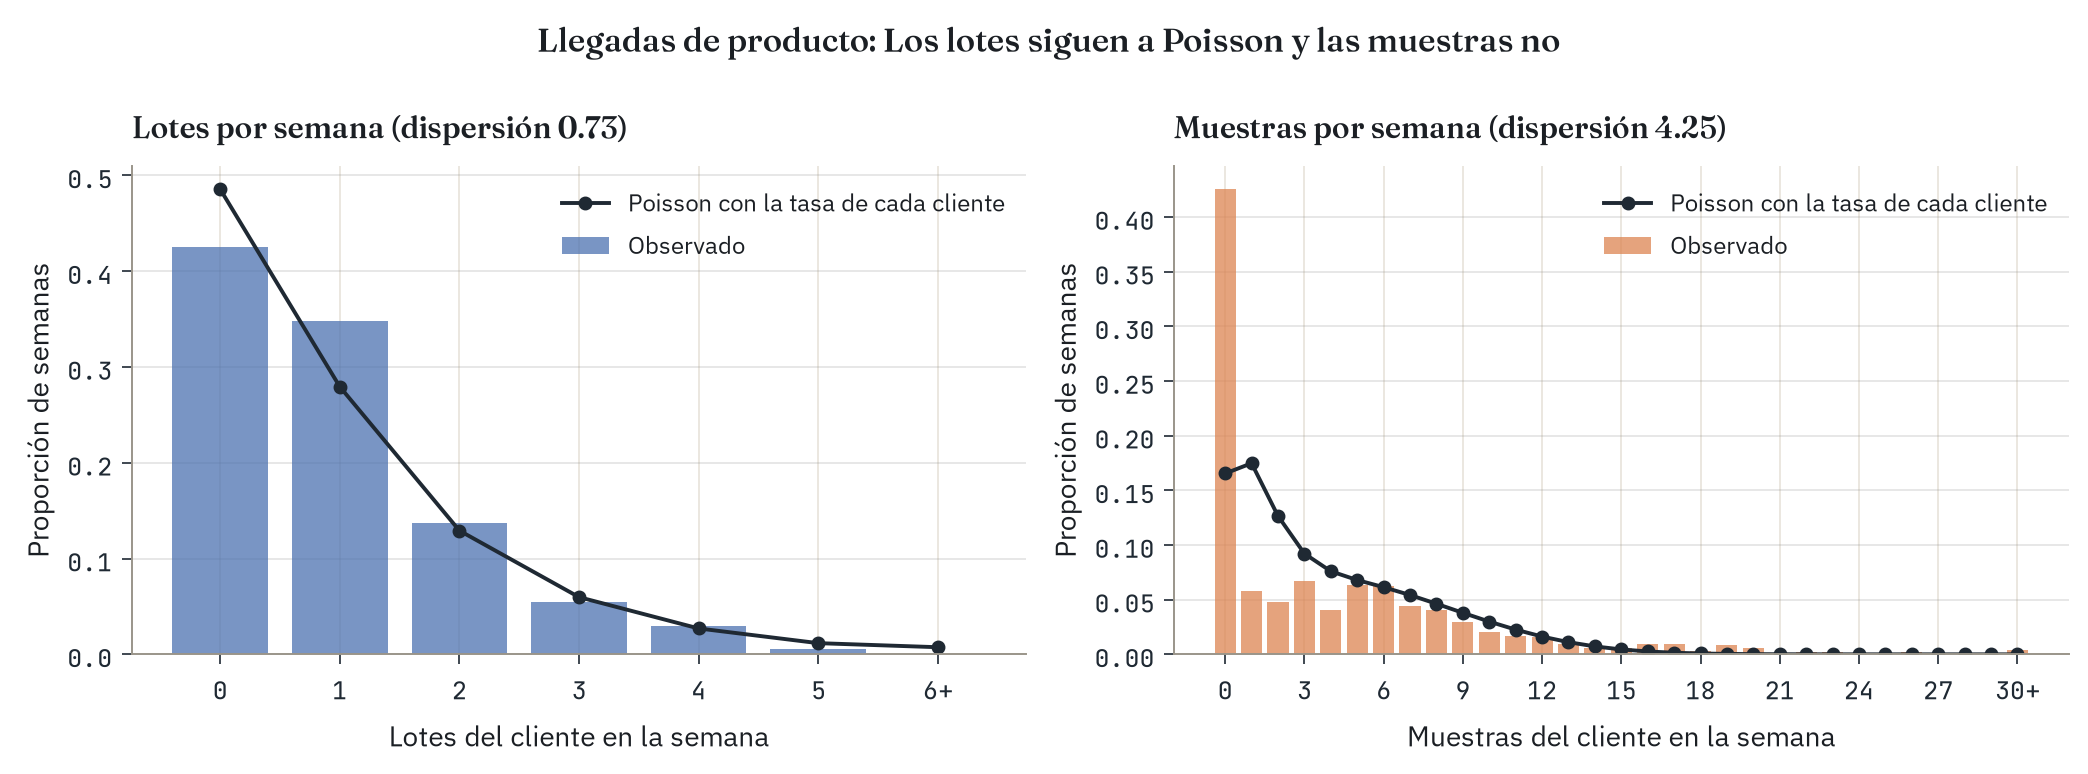 Llegadas de producto: Los lotes siguen a Poisson y las muestras no
Lotes por semana (dispersión 0.73)
Proporción de semanas
0.5
0.4
0.3
0.2
0.1
0.0
Poisson con la tasa de cada cliente
Observado
0 1 2 3 4 5 6+
Lotes del cliente en la semana
Muestras por semana (dispersión 4.25)
Proporción de semanas
0.40
0.35
0.30
0.25
0.20
0.15
0.10
0.05
0.00
Poisson con la tasa de cada cliente
Observado
0 3 6 9 12 15 18 21 24 27 30+
Muestras del cliente en la semana